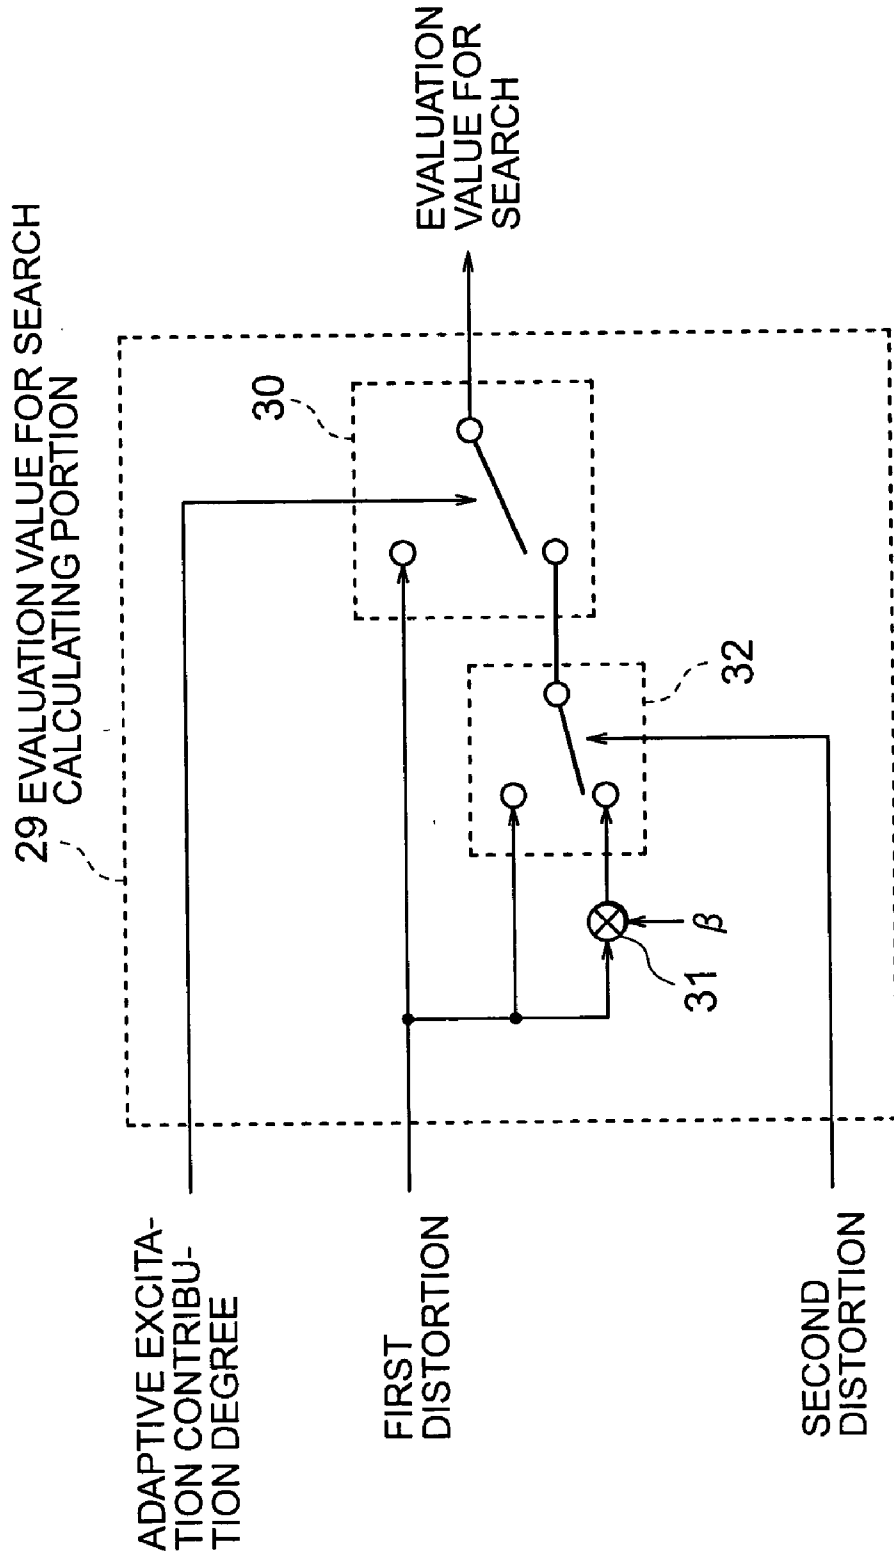 29 EVALUATION VALUE FOR SEARCH
CALCULATING PORTION
ADAPTIVE EXCITA-
TION CONTRIBU-
TION DEGREE
FIRST
DISTORTION
SECOND
DISTORTION
30
32
31
β
EVALUATION
VALUE FOR
SEARCH